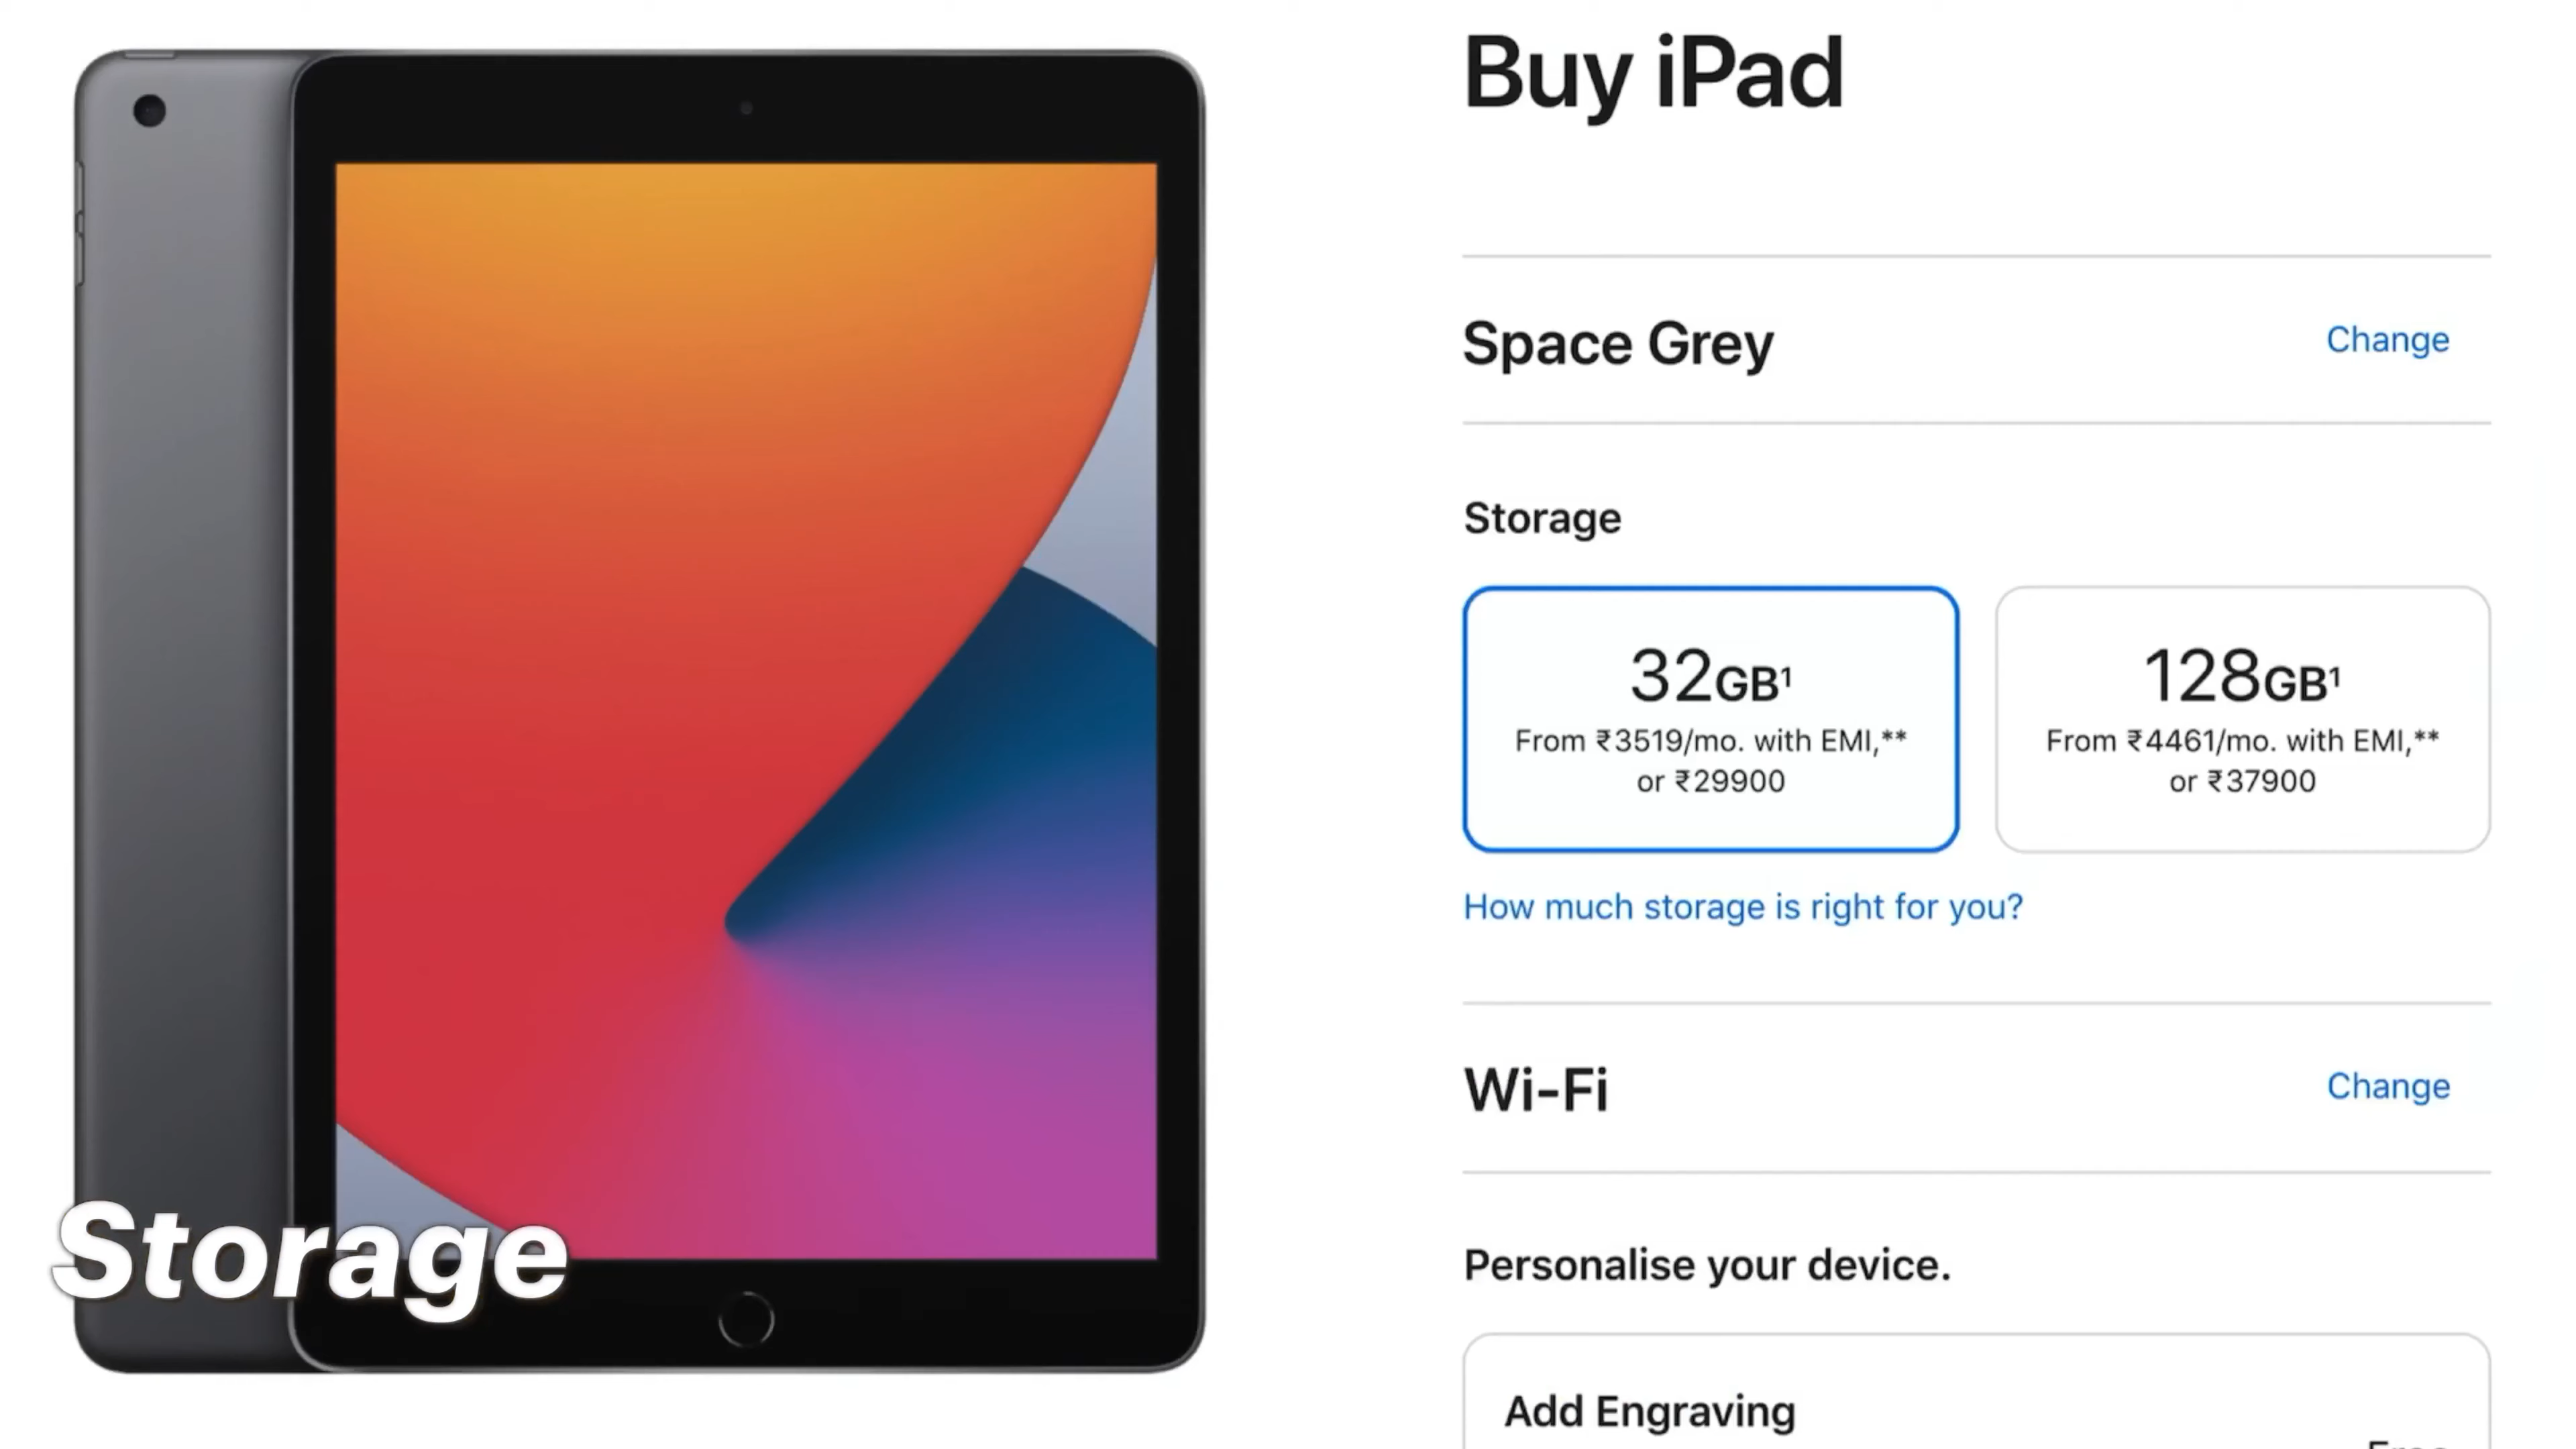 Buy iPad
Space Grey
Change
Storage
32GB¹
From ₹3519/mo. with EMI,**
or ₹29900
128GB¹
From ₹4461/mo. with EMI,**
or ₹37900
How much storage is right for you?
Wi-Fi
Change
Personalise your device.
Add Engraving
Storage